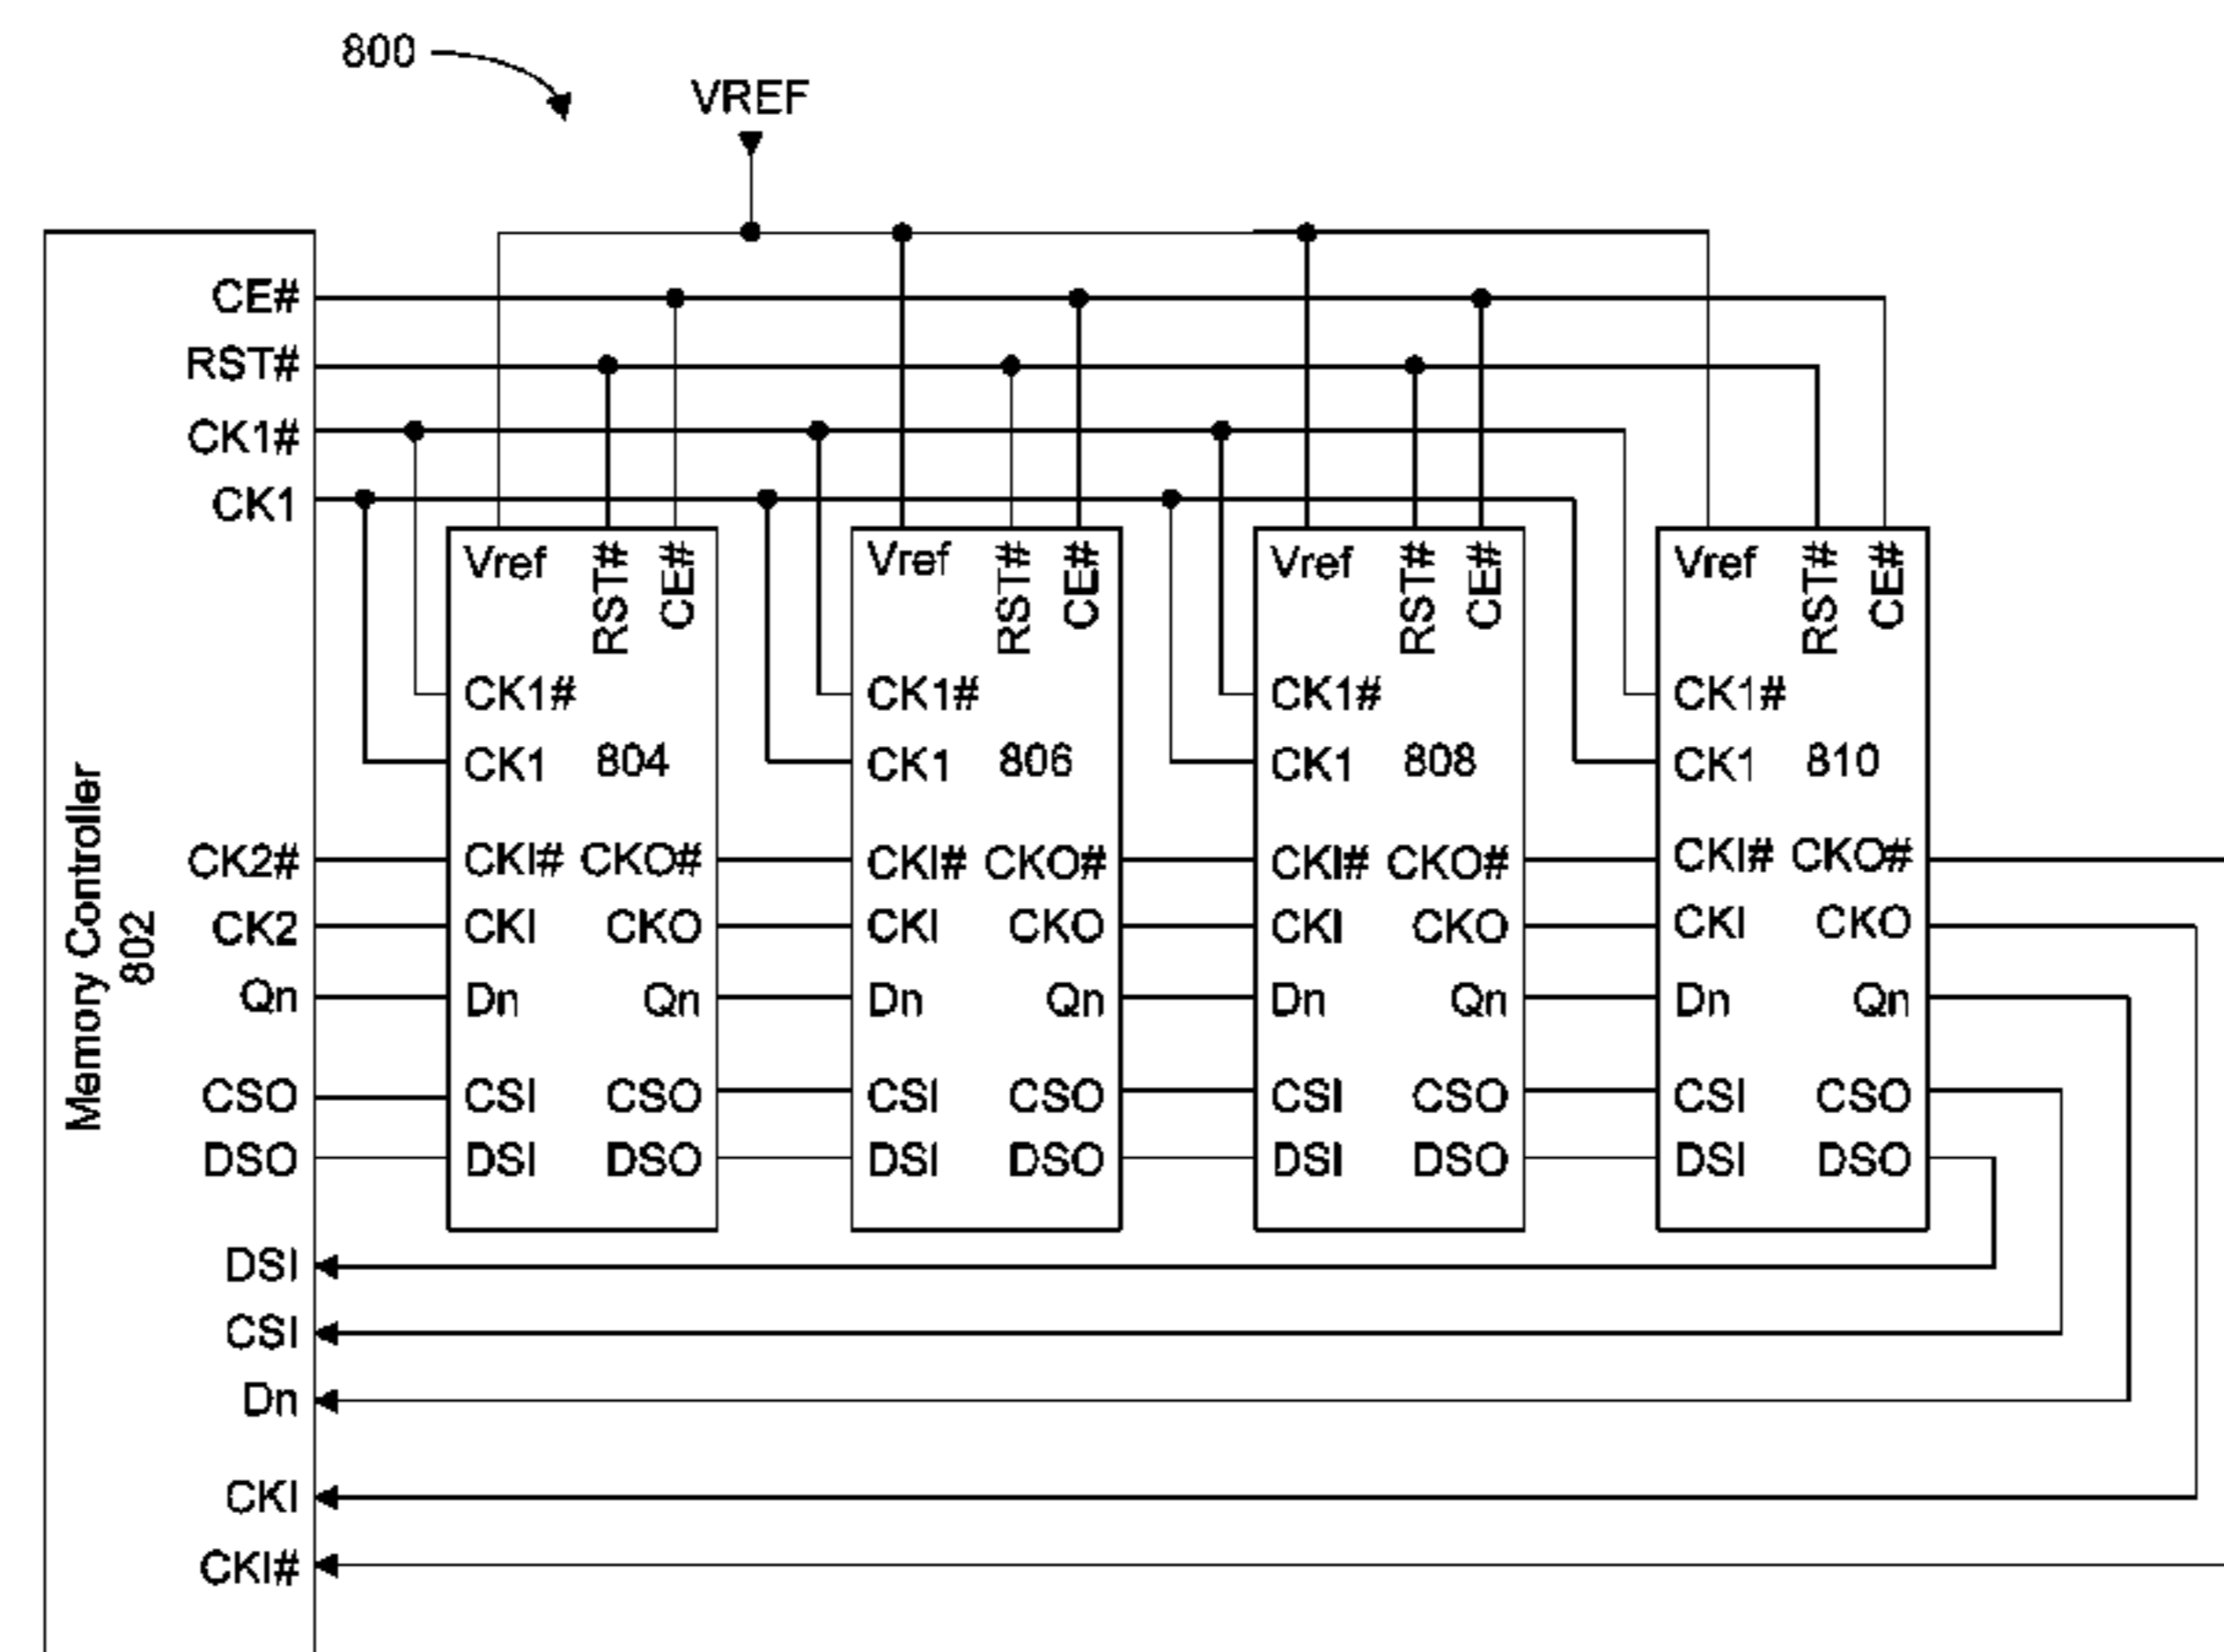 800
VREF
CE#
RST#
CK1#
CK1
CK2#
CK2
Qn
CSO
DSO
DSI
CSI
Dn
CKI
CKI#
Memory Controller
802
Vref RST# CE#
CK1#
CK1 804
CKI# CKO#
CKI CKO
Dn Qn
CSI CSO
DSI DSO
Vref RST# CE#
CK1#
CK1 806
CKI# CKO#
CKI CKO
Dn Qn
CSI CSO
DSI DSO
Vref RST# CE#
CK1#
CK1 808
CKI# CKO#
CKI CKO
Dn Qn
CSI CSO
DSI DSO
Vref RST# CE#
CK1#
CK1 810
CKI# CKO#
CKI CKO
Dn Qn
CSI CSO
DSI DSO